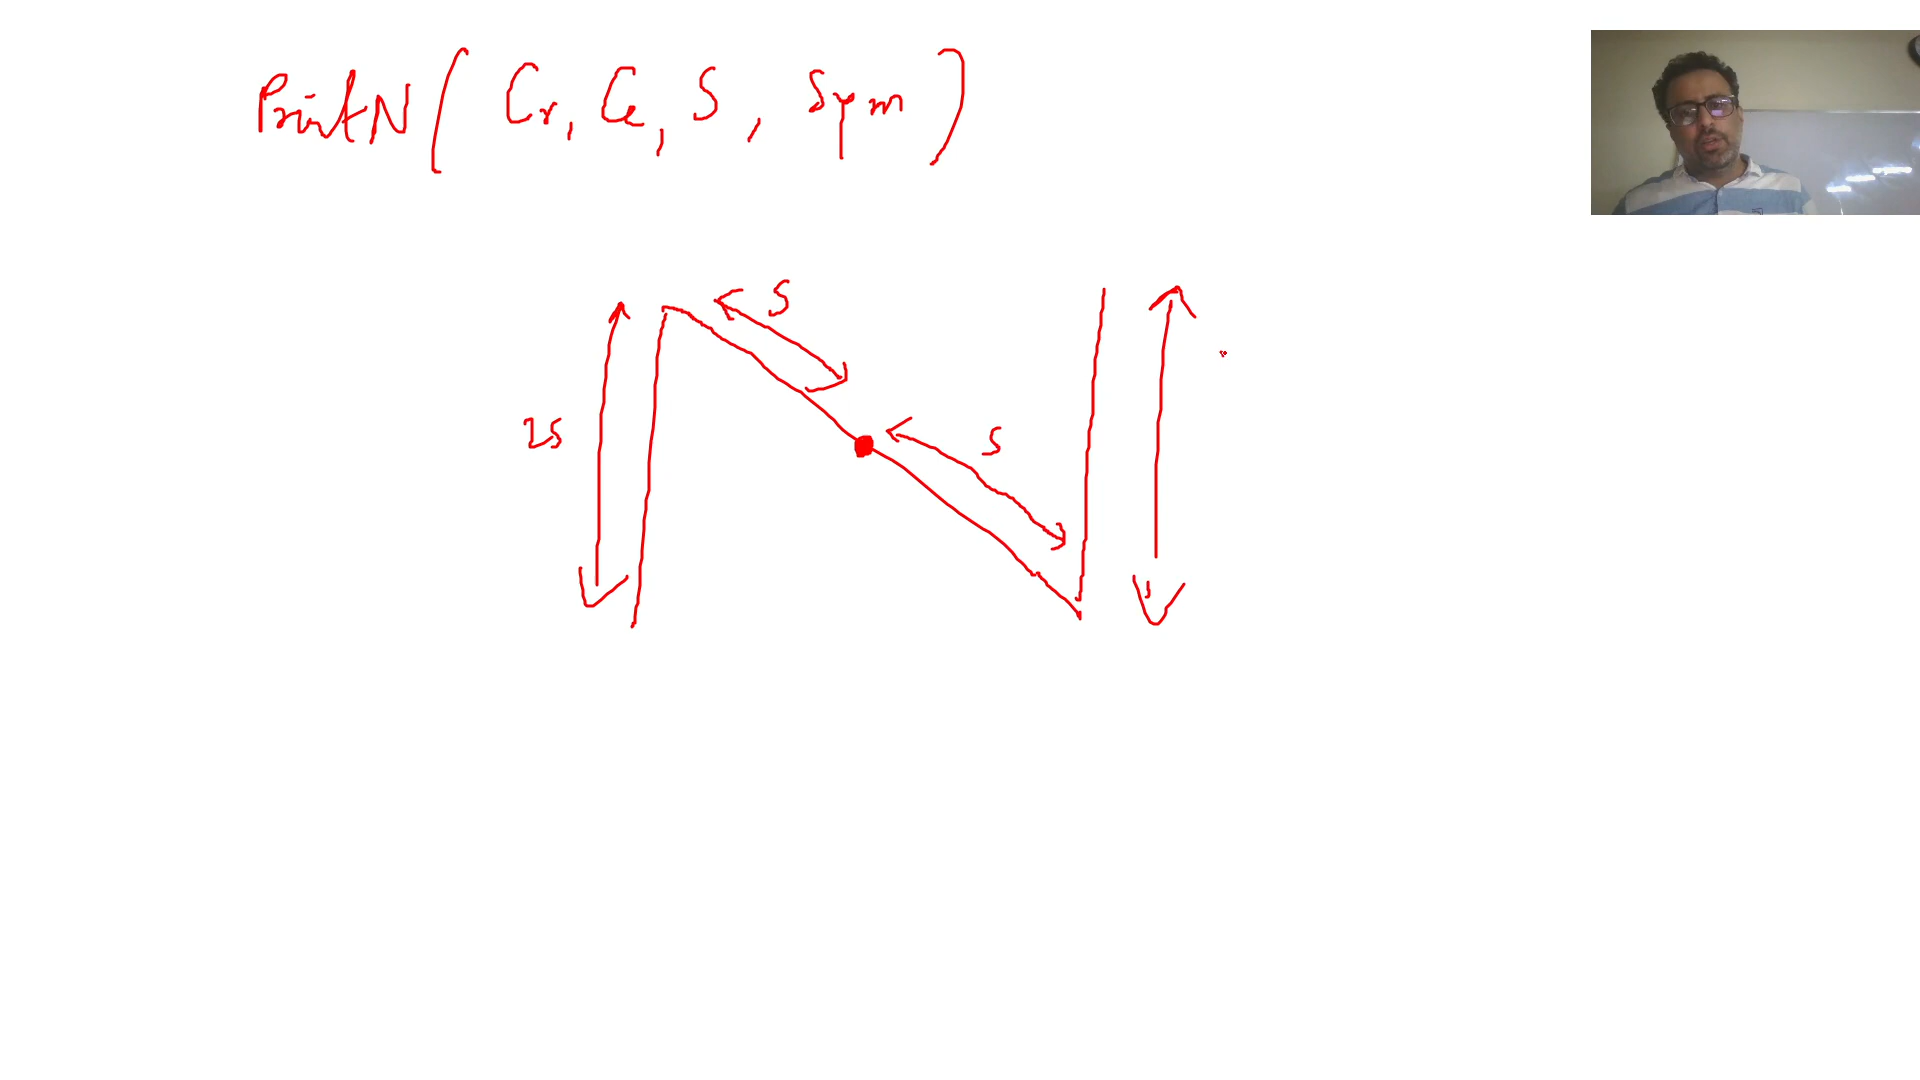 PrintN( Cr, Cc, S, Sym )
S
2S
S